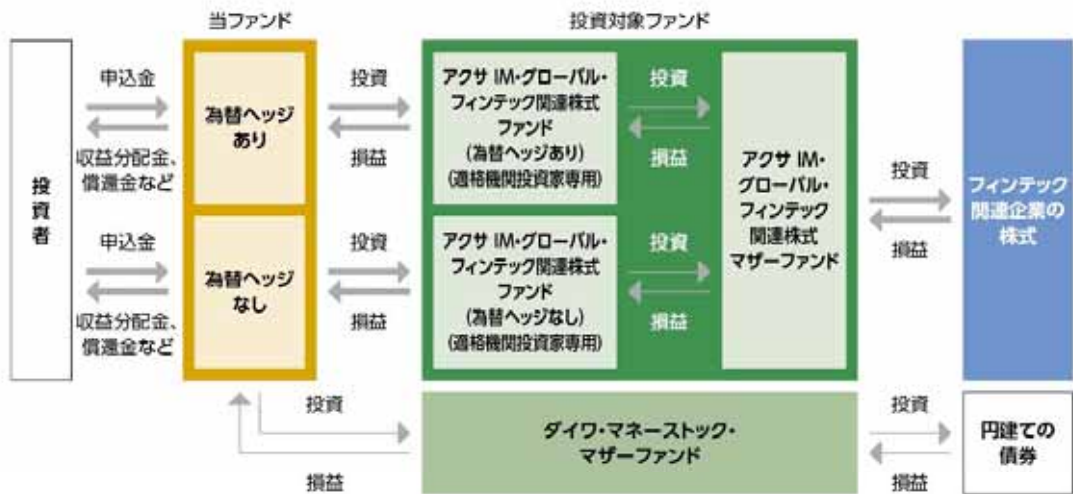 当ファンド
投資対象ファンド
投資者
申込金
収益分配金、
償還金など
申込金
収益分配金、
償還金など
為替ヘッジ
あり
為替ヘッジ
なし
投資
損益
投資
損益
アクサ IM・グローバル・
フィンテック関連株式
ファンド
(為替ヘッジあり)
(適格機関投資家専用)
アクサ IM・グローバル・
フィンテック関連株式
ファンド
(為替ヘッジなし)
(適格機関投資家専用)
投資
損益
投資
損益
アクサ IM・
グローバル・
フィンテック
関連株式
マザーファンド
投資
損益
フィンテック
関連企業の
株式
投資
損益
ダイワ・マネーストック・
マザーファンド
投資
損益
円建ての
債券